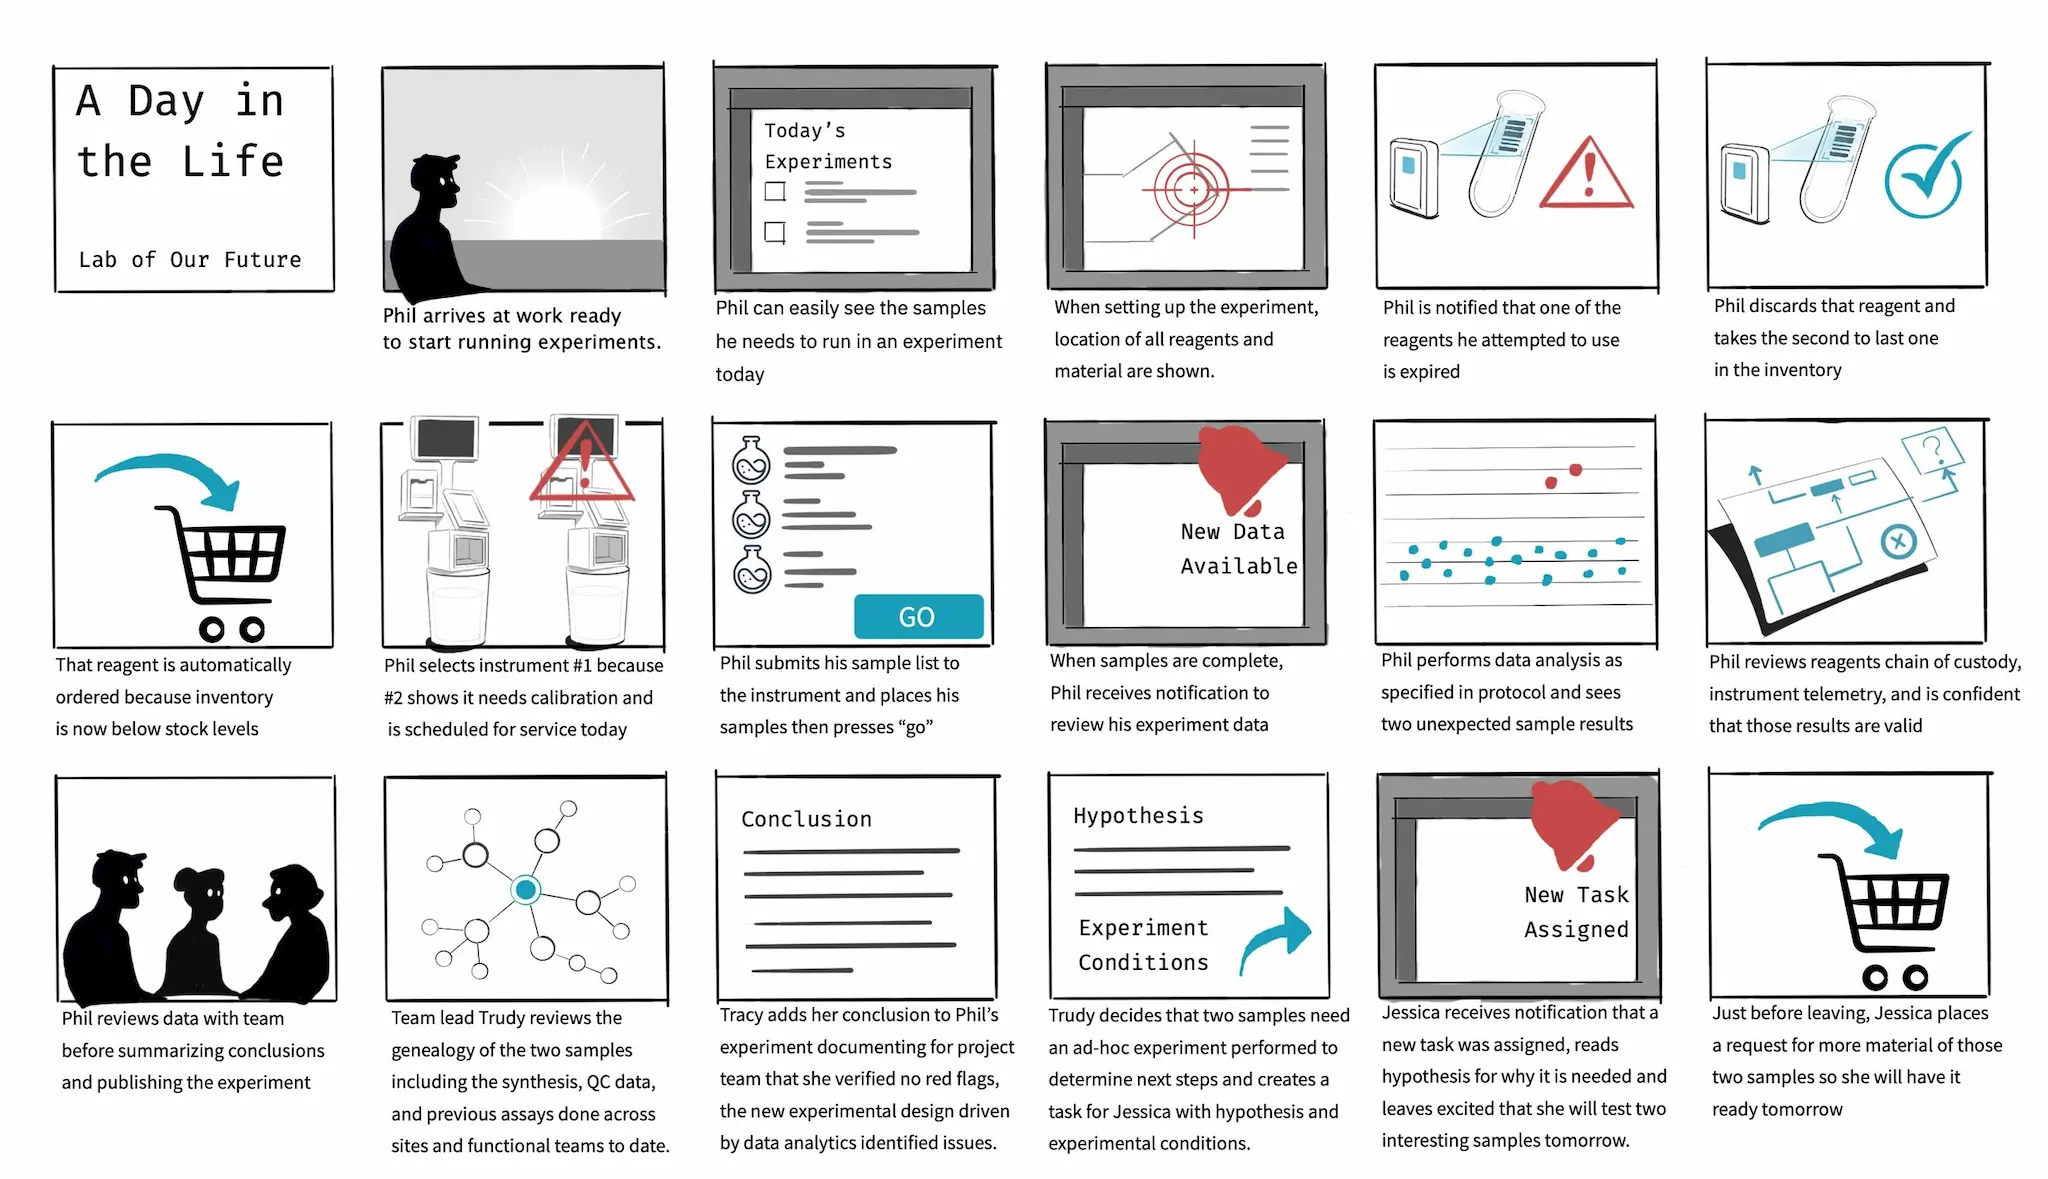 A Day in
the Life
Lab of Our Future
Phil arrives at work ready
to start running experiments.
Today's
Experiments
Phil can easily see the samples
he needs to run in an experiment
today
When setting up the experiment,
location of all reagents and
material are shown.
Phil is notified that one of the
reagents he attempted to use
is expired
Phil discards that reagent and
takes the second to last one
in the inventory
That reagent is automatically
ordered because inventory
is now below stock levels
Phil selects instrument #1 because
#2 shows it needs calibration and
is scheduled for service today
GO
Phil submits his sample list to
the instrument and places his
samples then presses “go”
New Data
Available
When samples are complete,
Phil receives notification to
review his experiment data
Phil performs data analysis as
specified in protocol and sees
two unexpected sample results
?
Phil reviews reagents chain of custody,
instrument telemetry, and is confident
that those results are valid
Phil reviews data with team
before summarizing conclusions
and publishing the experiment
Team lead Trudy reviews the
genealogy of the two samples
including the synthesis, QC data,
and previous assays done across
sites and functional teams to date.
Conclusion
Tracy adds her conclusion to Phil's
experiment documenting for project
team that she verified no red flags,
the new experimental design driven
by data analytics identified issues.
Hypothesis
Experiment
Conditions
Trudy decides that two samples need
an ad-hoc experiment performed to
determine next steps and creates a
task for Jessica with hypothesis and
experimental conditions.
New Task
Assigned
Jessica receives notification that a
new task was assigned, reads
hypothesis for why it is needed and
leaves excited that she will test two
interesting samples tomorrow.
Just before leaving, Jessica places
a request for more material of those
two samples so she will have it
ready tomorrow